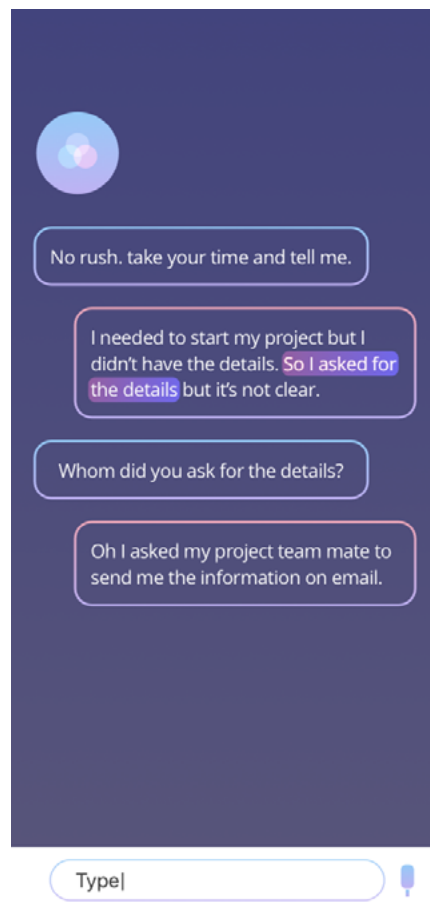 No rush. take your time and tell me.
I needed to start my project but I
didn’t have the details. So I asked for
the details but it’s not clear.
Whom did you ask for the details?
Oh I asked my project team mate to
send me the information on email.
Type|